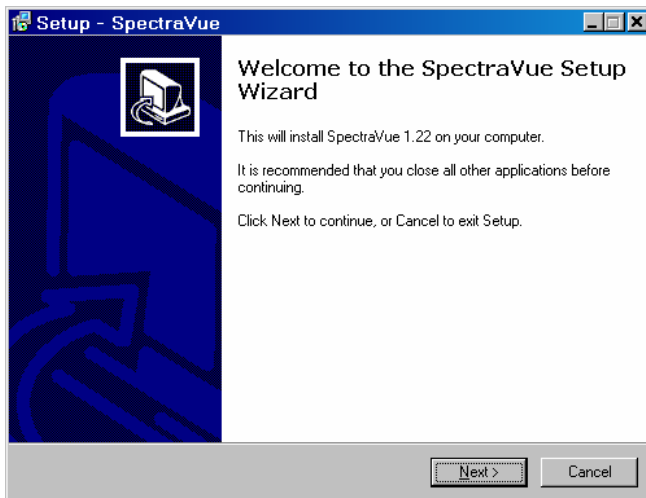 Setup - SpectraVue
Welcome to the SpectraVue Setup
Wizard
This will install SpectraVue 1.22 on your computer.
It is recommended that you close all other applications before
continuing.
Click Next to continue, or Cancel to exit Setup.
Next >
Cancel